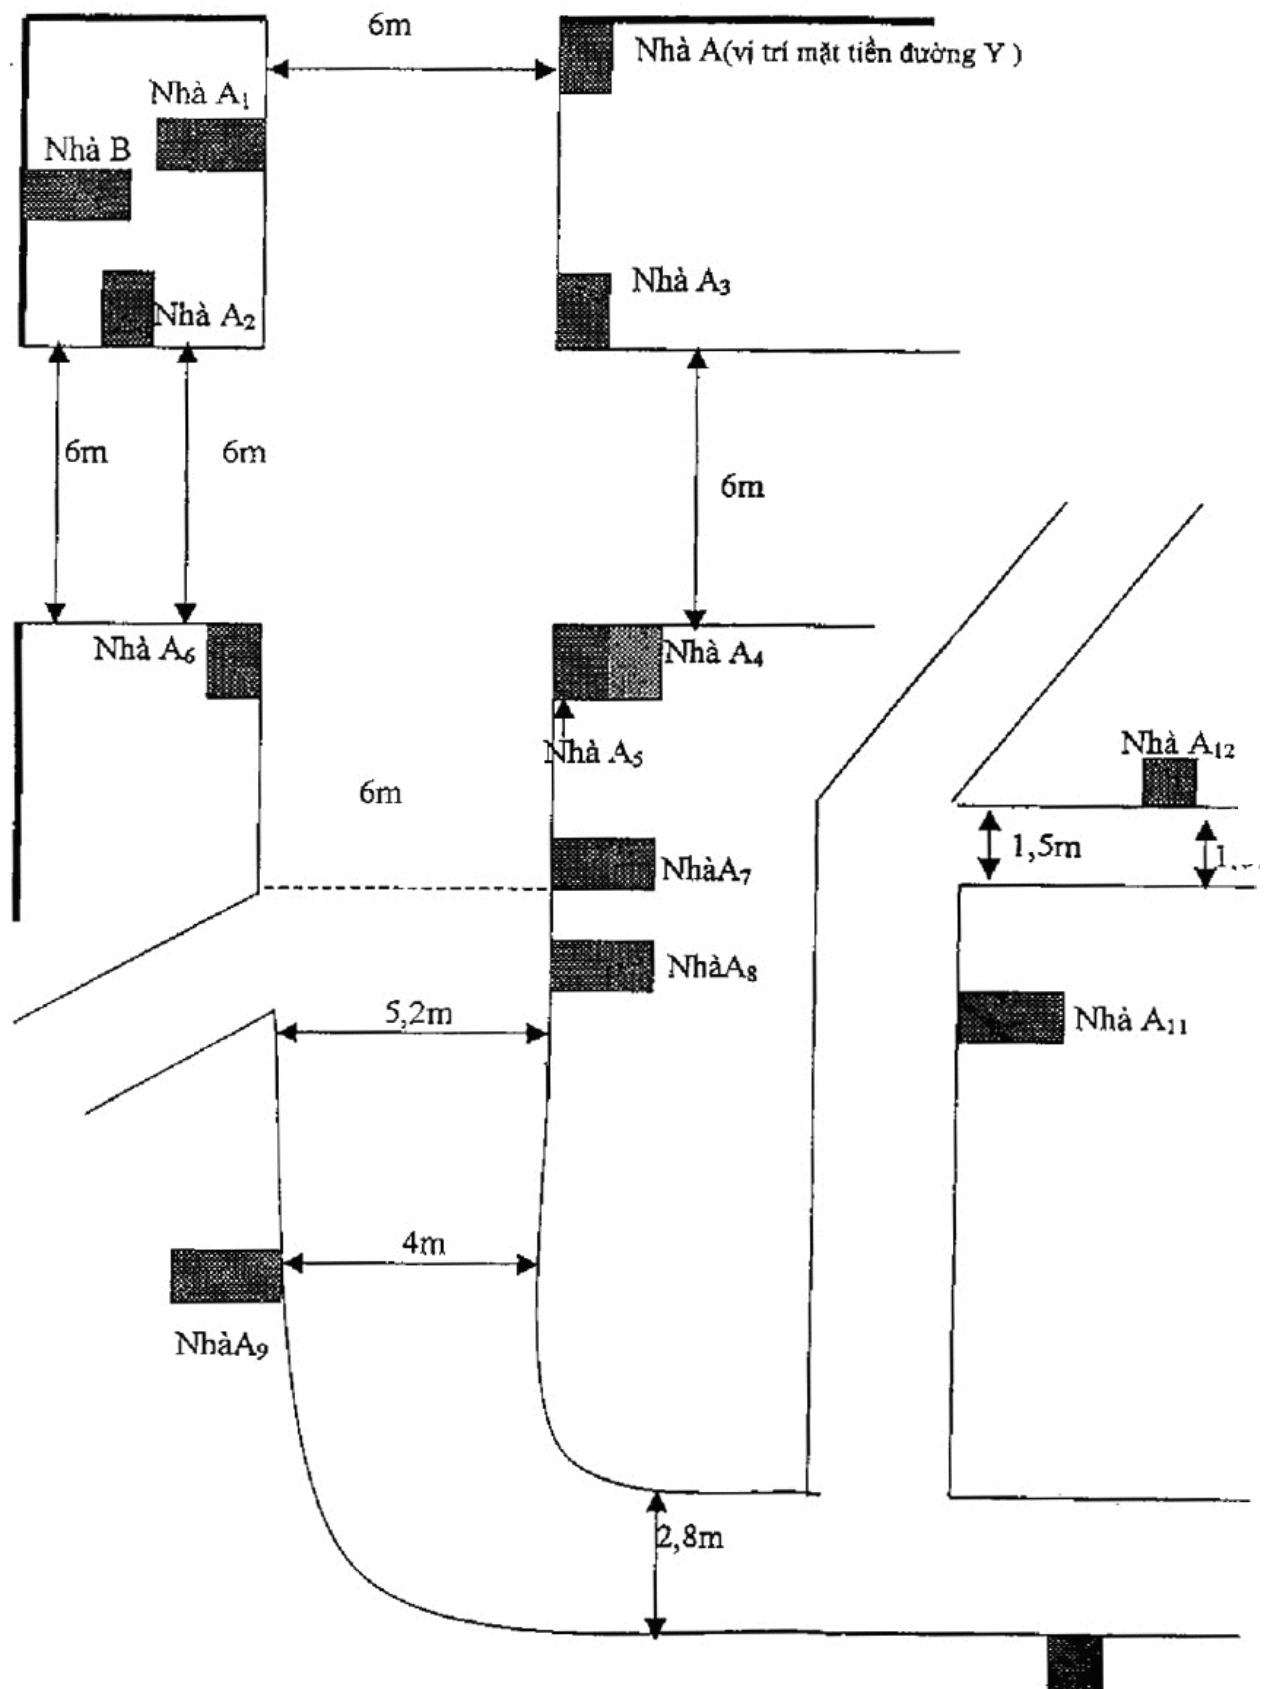 6m
Nhà A(vị trí mặt tiền đường Y )
Nhà A₁
Nhà B
Nhà A₃
Nhà A₂
6m
6m
6m
Nhà A₆
Nhà A₄
Nhà A₅
Nhà A₁₂
6m
1,5m
NhàA₇
NhàA₈
5,2m
Nhà A₁₁
4m
NhàA₉
2,8m